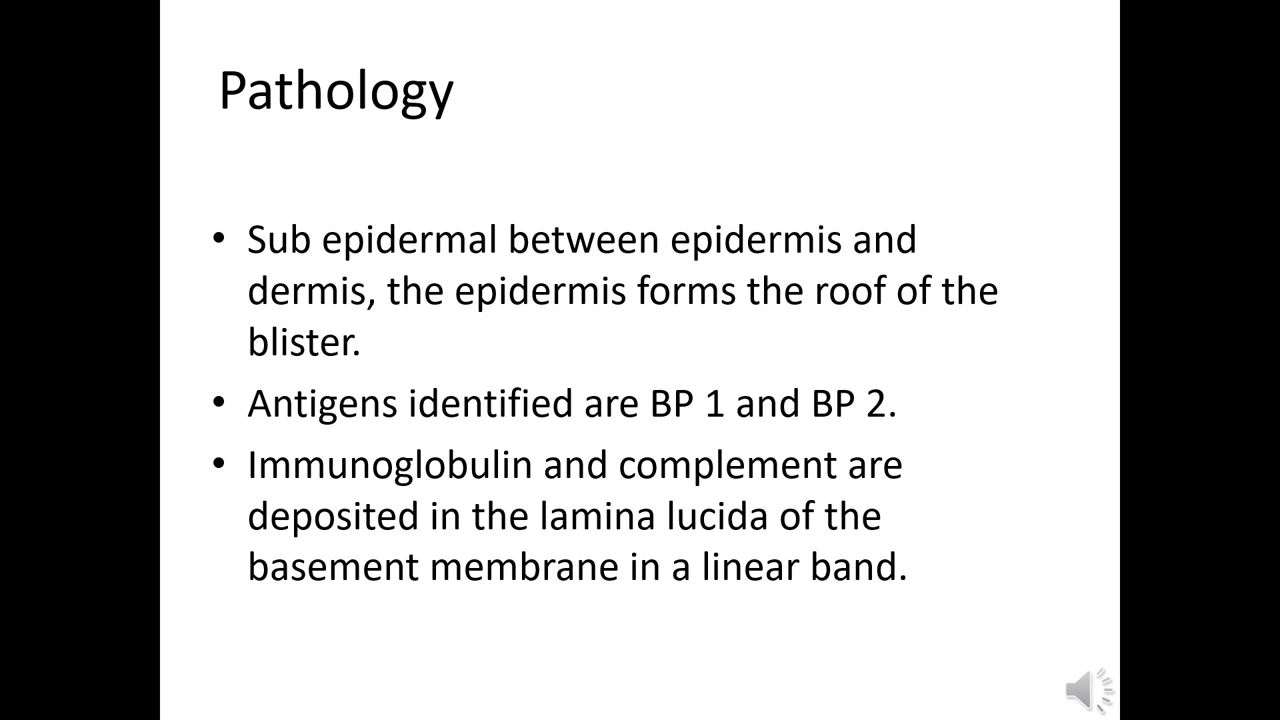 Pathology
• Sub epidermal between epidermis and
dermis, the epidermis forms the roof of the
blister.
• Antigens identified are BP 1 and BP 2.
• Immunoglobulin and complement are
deposited in the lamina lucida of the
basement membrane in a linear band.